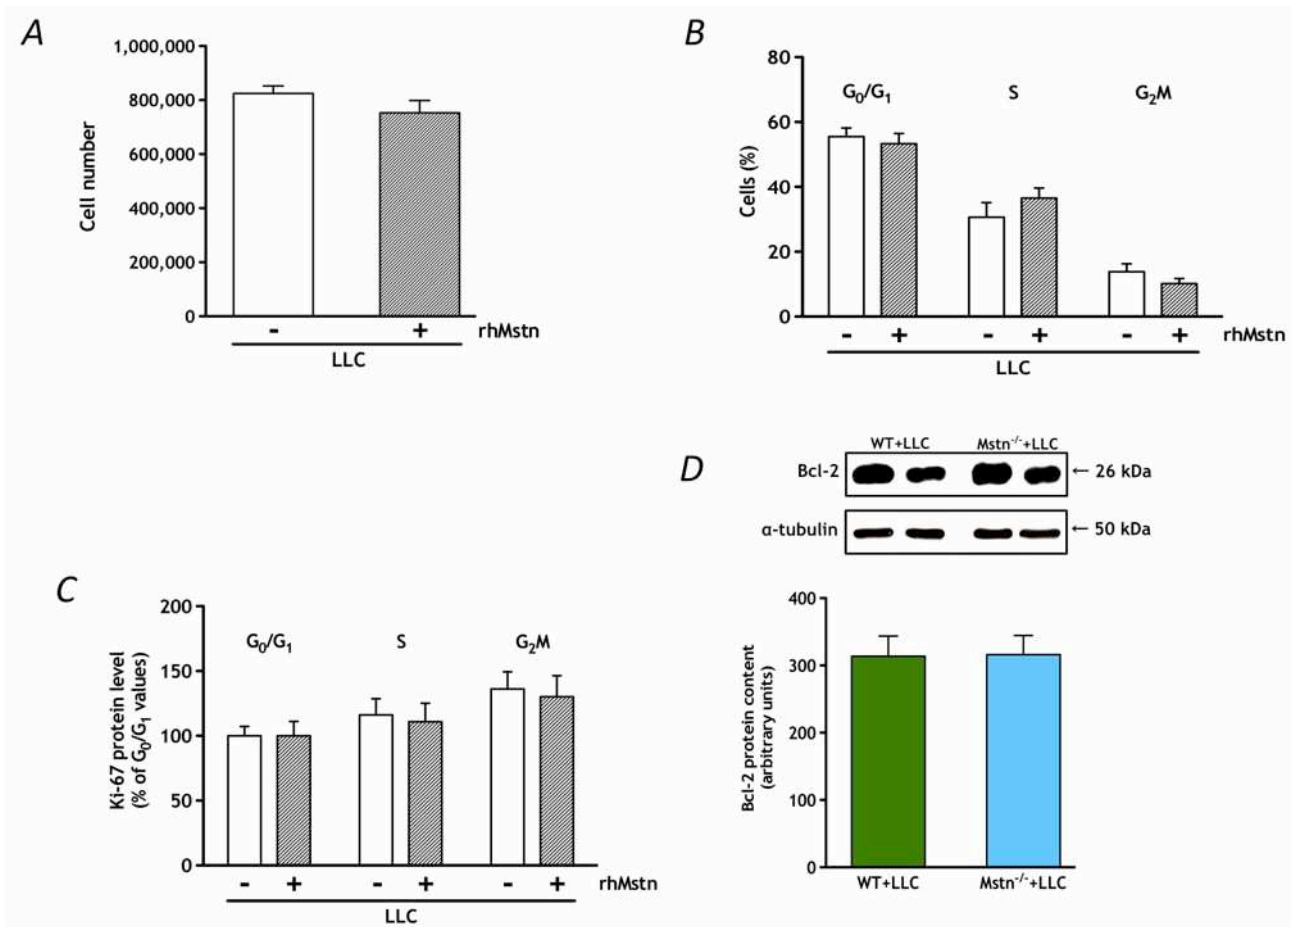 A
1,000,000
800,000
600,000
400,000
200,000
0
Cell number
- + rhMstn
LLC
B
80
60
40
20
0
Cells (%)
G0/G1 S G2M
- + - + - + rhMstn
LLC
C
200
150
100
50
0
Ki-67 protein level
(% of G0/G1 values)
G0/G1 S G2M
- + - + - + rhMstn
LLC
D
WT+LLC Mstn-/-+LLC
Bcl-2 ← 26 kDa
α-tubulin ← 50 kDa
400
300
200
100
0
Bcl-2 protein content
(arbitrary units)
WT+LLC Mstn-/-+LLC